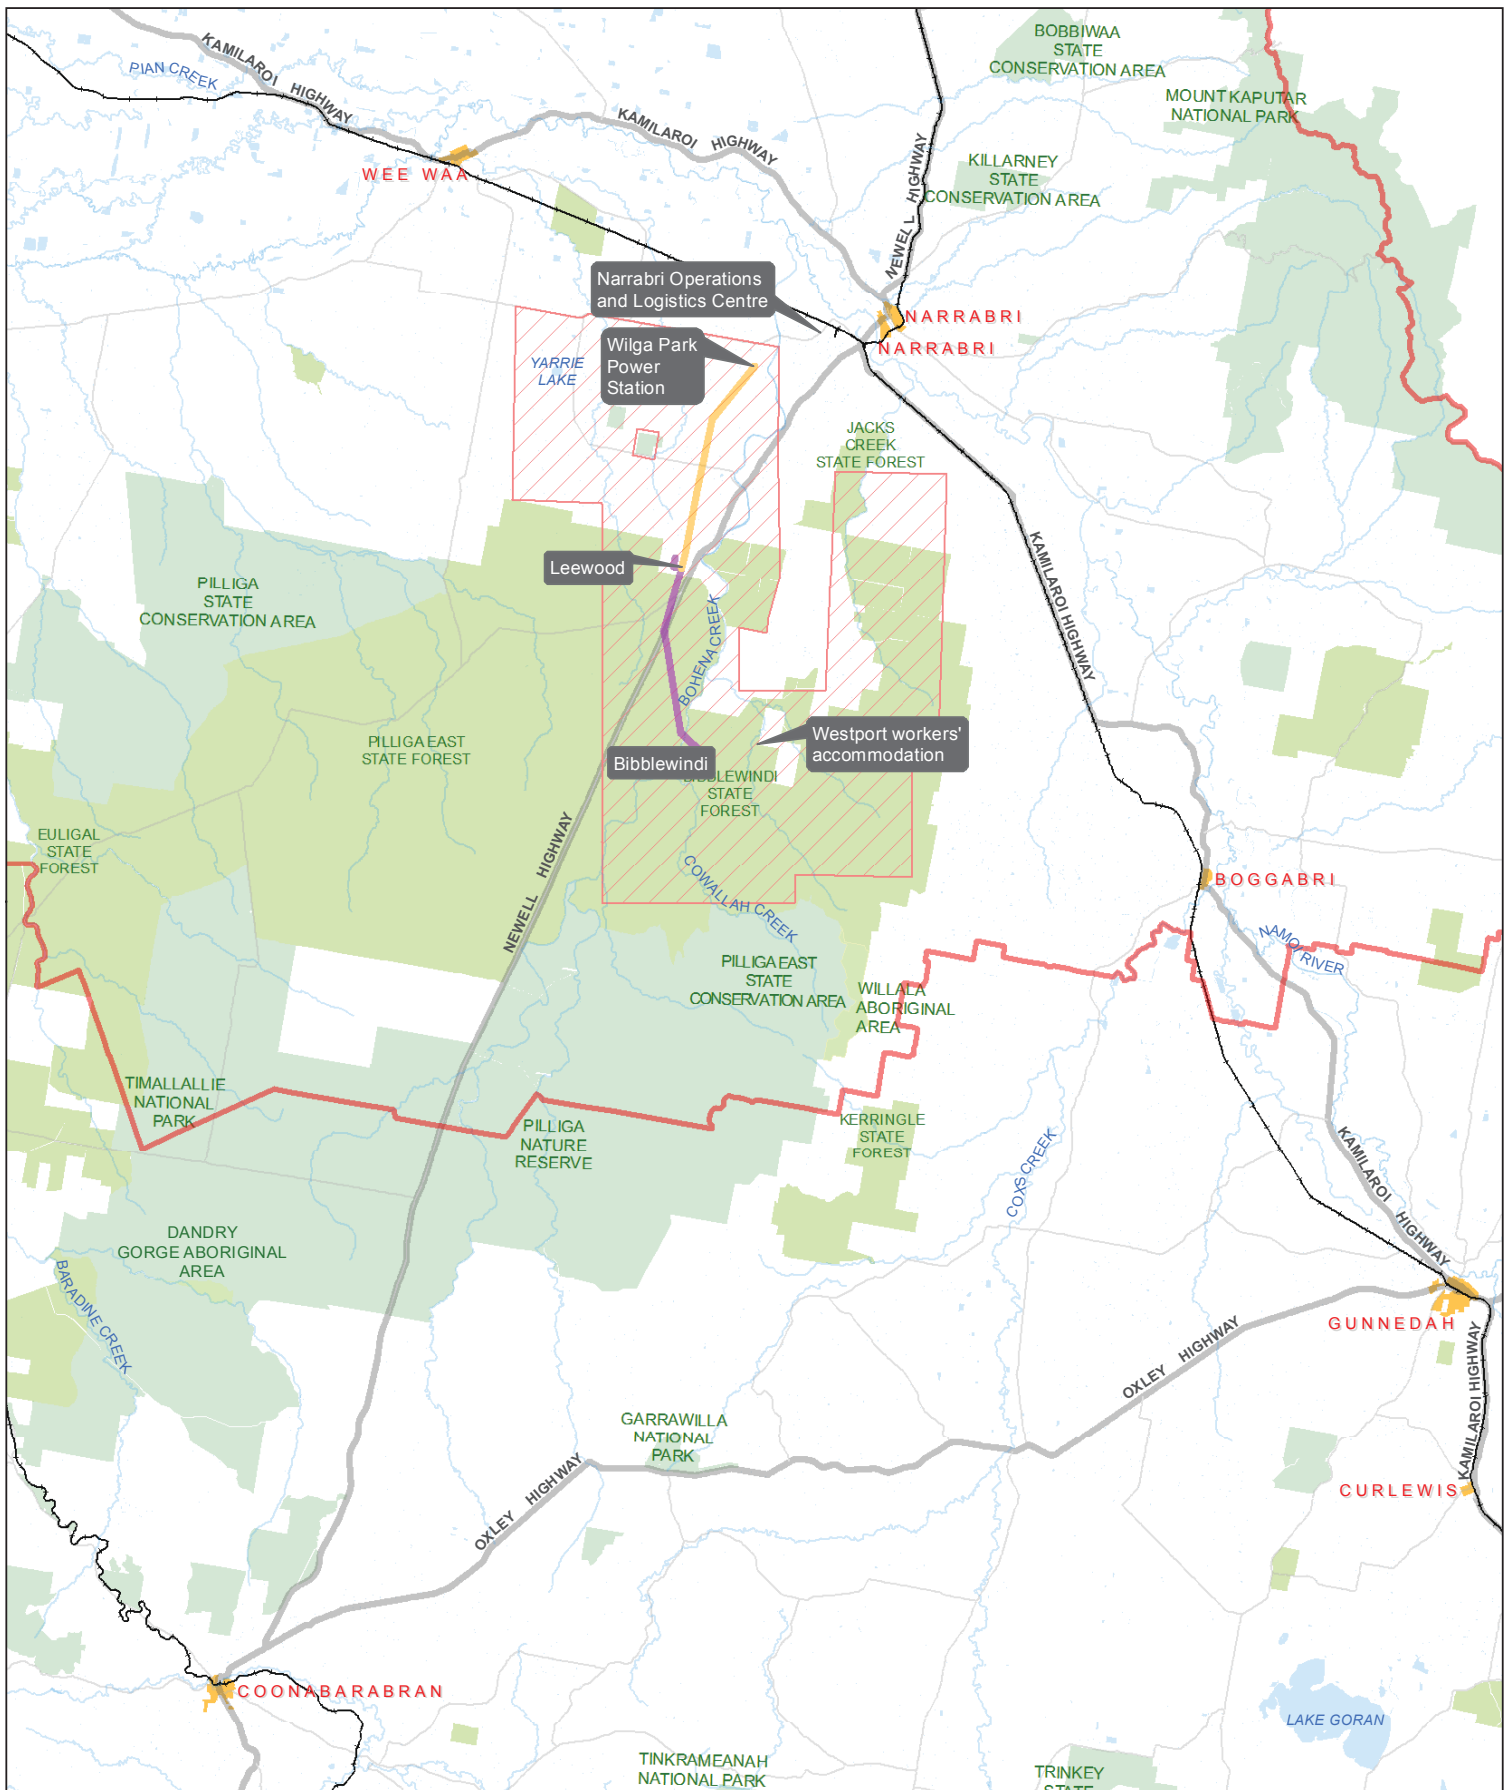 BOBBIWAA
STATE
CONSERVATION AREA
KAMILAROI HIGHWAY
PIAN CREEK
MOUNT KAPUTAR
NATIONAL PARK
KAMILAROI HIGHWAY
NEWELL HIGHWAY
KILLARNEY
STATE
CONSERVATION AREA
WEE WAA
Narrabri Operations
and Logistics Centre
NARRABRI
NARRABRI
Wilga Park
Power
Station
YARRIE
LAKE
JACKS
CREEK
STATE FOREST
Leewood
KAMILAROI HIGHWAY
PILLIGA
STATE
CONSERVATION AREA
BOHENA CREEK
Westport workers'
accommodation
PILLIGA EAST
STATE FOREST
Bibblewindi
BIBBLEWINDI
STATE
FOREST
EULIGAL
STATE
FOREST
NEWELL HIGHWAY
COWALLAH CREEK
BOGGABRI
NAMOI RIVER
PILLIGA EAST
STATE
CONSERVATION AREA
WILLALA
ABORIGINAL
AREA
TIMALLALLIE
NATIONAL
PARK
PILLIGA
NATURE
RESERVE
KERRINGLE
STATE
FOREST
COXS CREEK
KAMILAROI HIGHWAY
DANDRY
GORGE ABORIGINAL
AREA
BARADINE CREEK
GUNNEDAH
OXLEY HIGHWAY
KAMILAROI HIGHWAY
GARRAWILLA
NATIONAL
PARK
OXLEY HIGHWAY
CURLEWIS
COONABARABRAN
LAKE GORAN
TINKRAMEANAH
NATIONAL PARK
TRINKEY
STATE